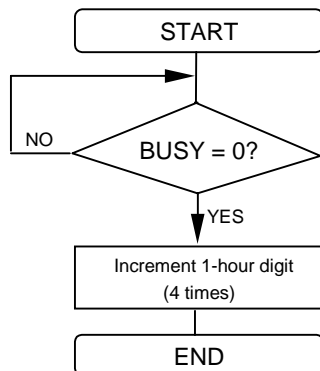 START
NO
BUSY = 0?
YES
Increment 1-hour digit
(4 times)
END